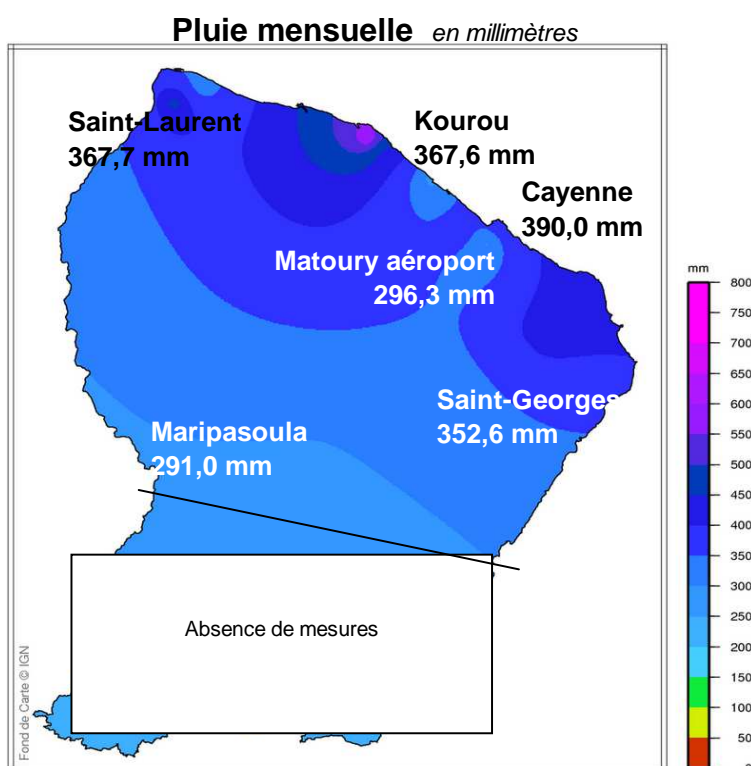 Pluie mensuelle en millimètres
Saint-Laurent
367,7 mm
Kourou
367,6 mm
Cayenne
390,0 mm
Matoury aéroport
296,3 mm
Saint-Georges
352,6 mm
Maripasoula
291,0 mm
Absence de mesures
Fond de Carte © IGN
mm
800
750
700
650
600
550
500
450
400
350
300
250
200
150
100
50
0